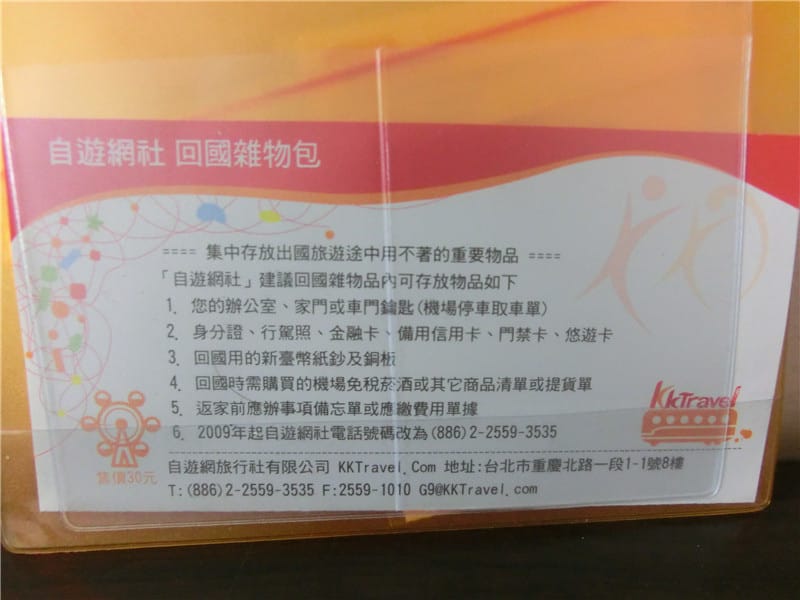 自遊網社 回國雜物包
==== 集中存放出國旅遊途中用不著的重要物品 ====
「自遊網社」建議回國雜物品內可存放物品如下
1. 您的辦公室、家門或車門鑰匙(機場停車取車單)
2. 身分證、行駕照、金融卡、備用信用卡、門禁卡、悠遊卡
3. 回國用的新臺幣紙鈔及銅板
4. 回國時需購買的機場免稅菸酒或其它商品清單或提貨單
5. 返家前應辦事項備忘單或應繳費用單據
6. 2009年起自遊網社電話號碼改為(886)2-2559-3535
KKTravel
售價30元
自遊網旅行社有限公司 KKTravel.Com 地址:台北市重慶北路一段1-1號8樓
T:(886)2-2559-3535 F:2559-1010 G9@KKTravel.com